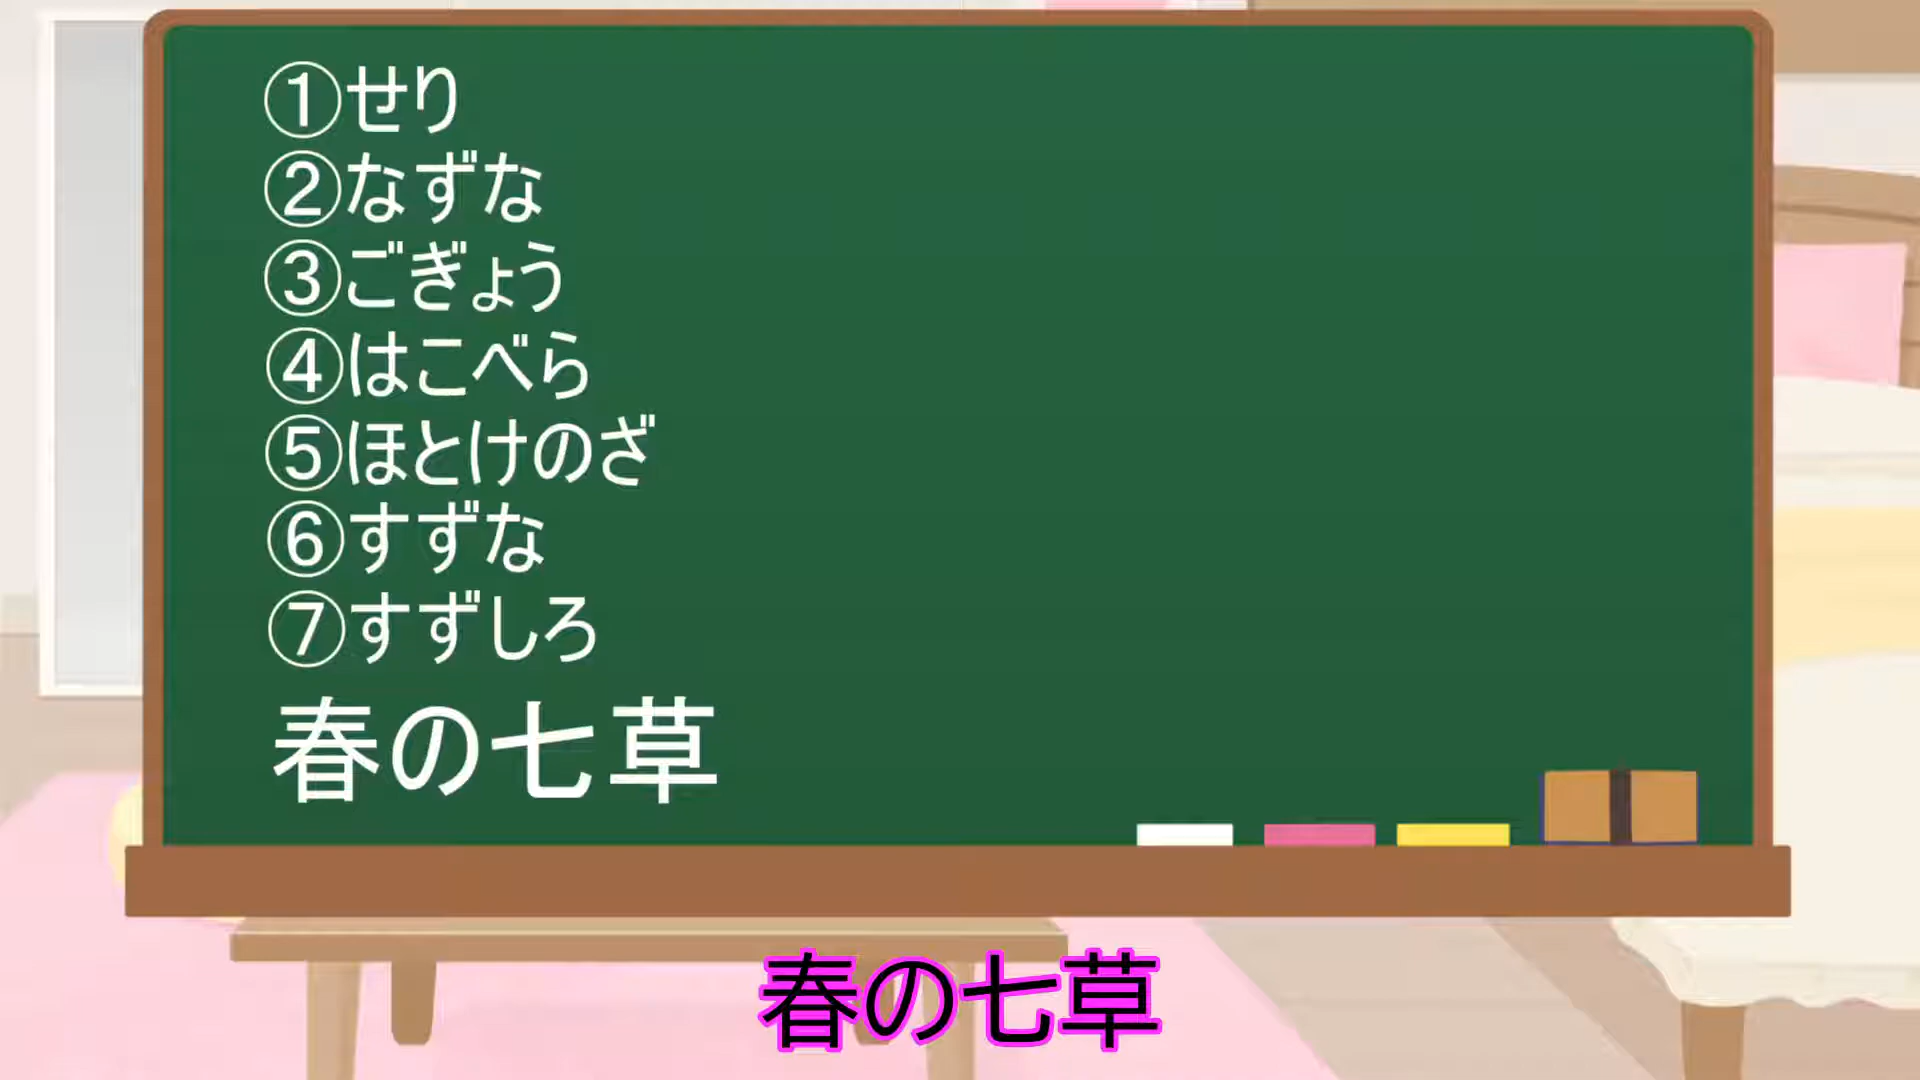 ①せり
②なずな
③ごぎょう
④はこべら
⑤ほとけのざ
⑥すずな
⑦すずしろ
春の七草
春の七草